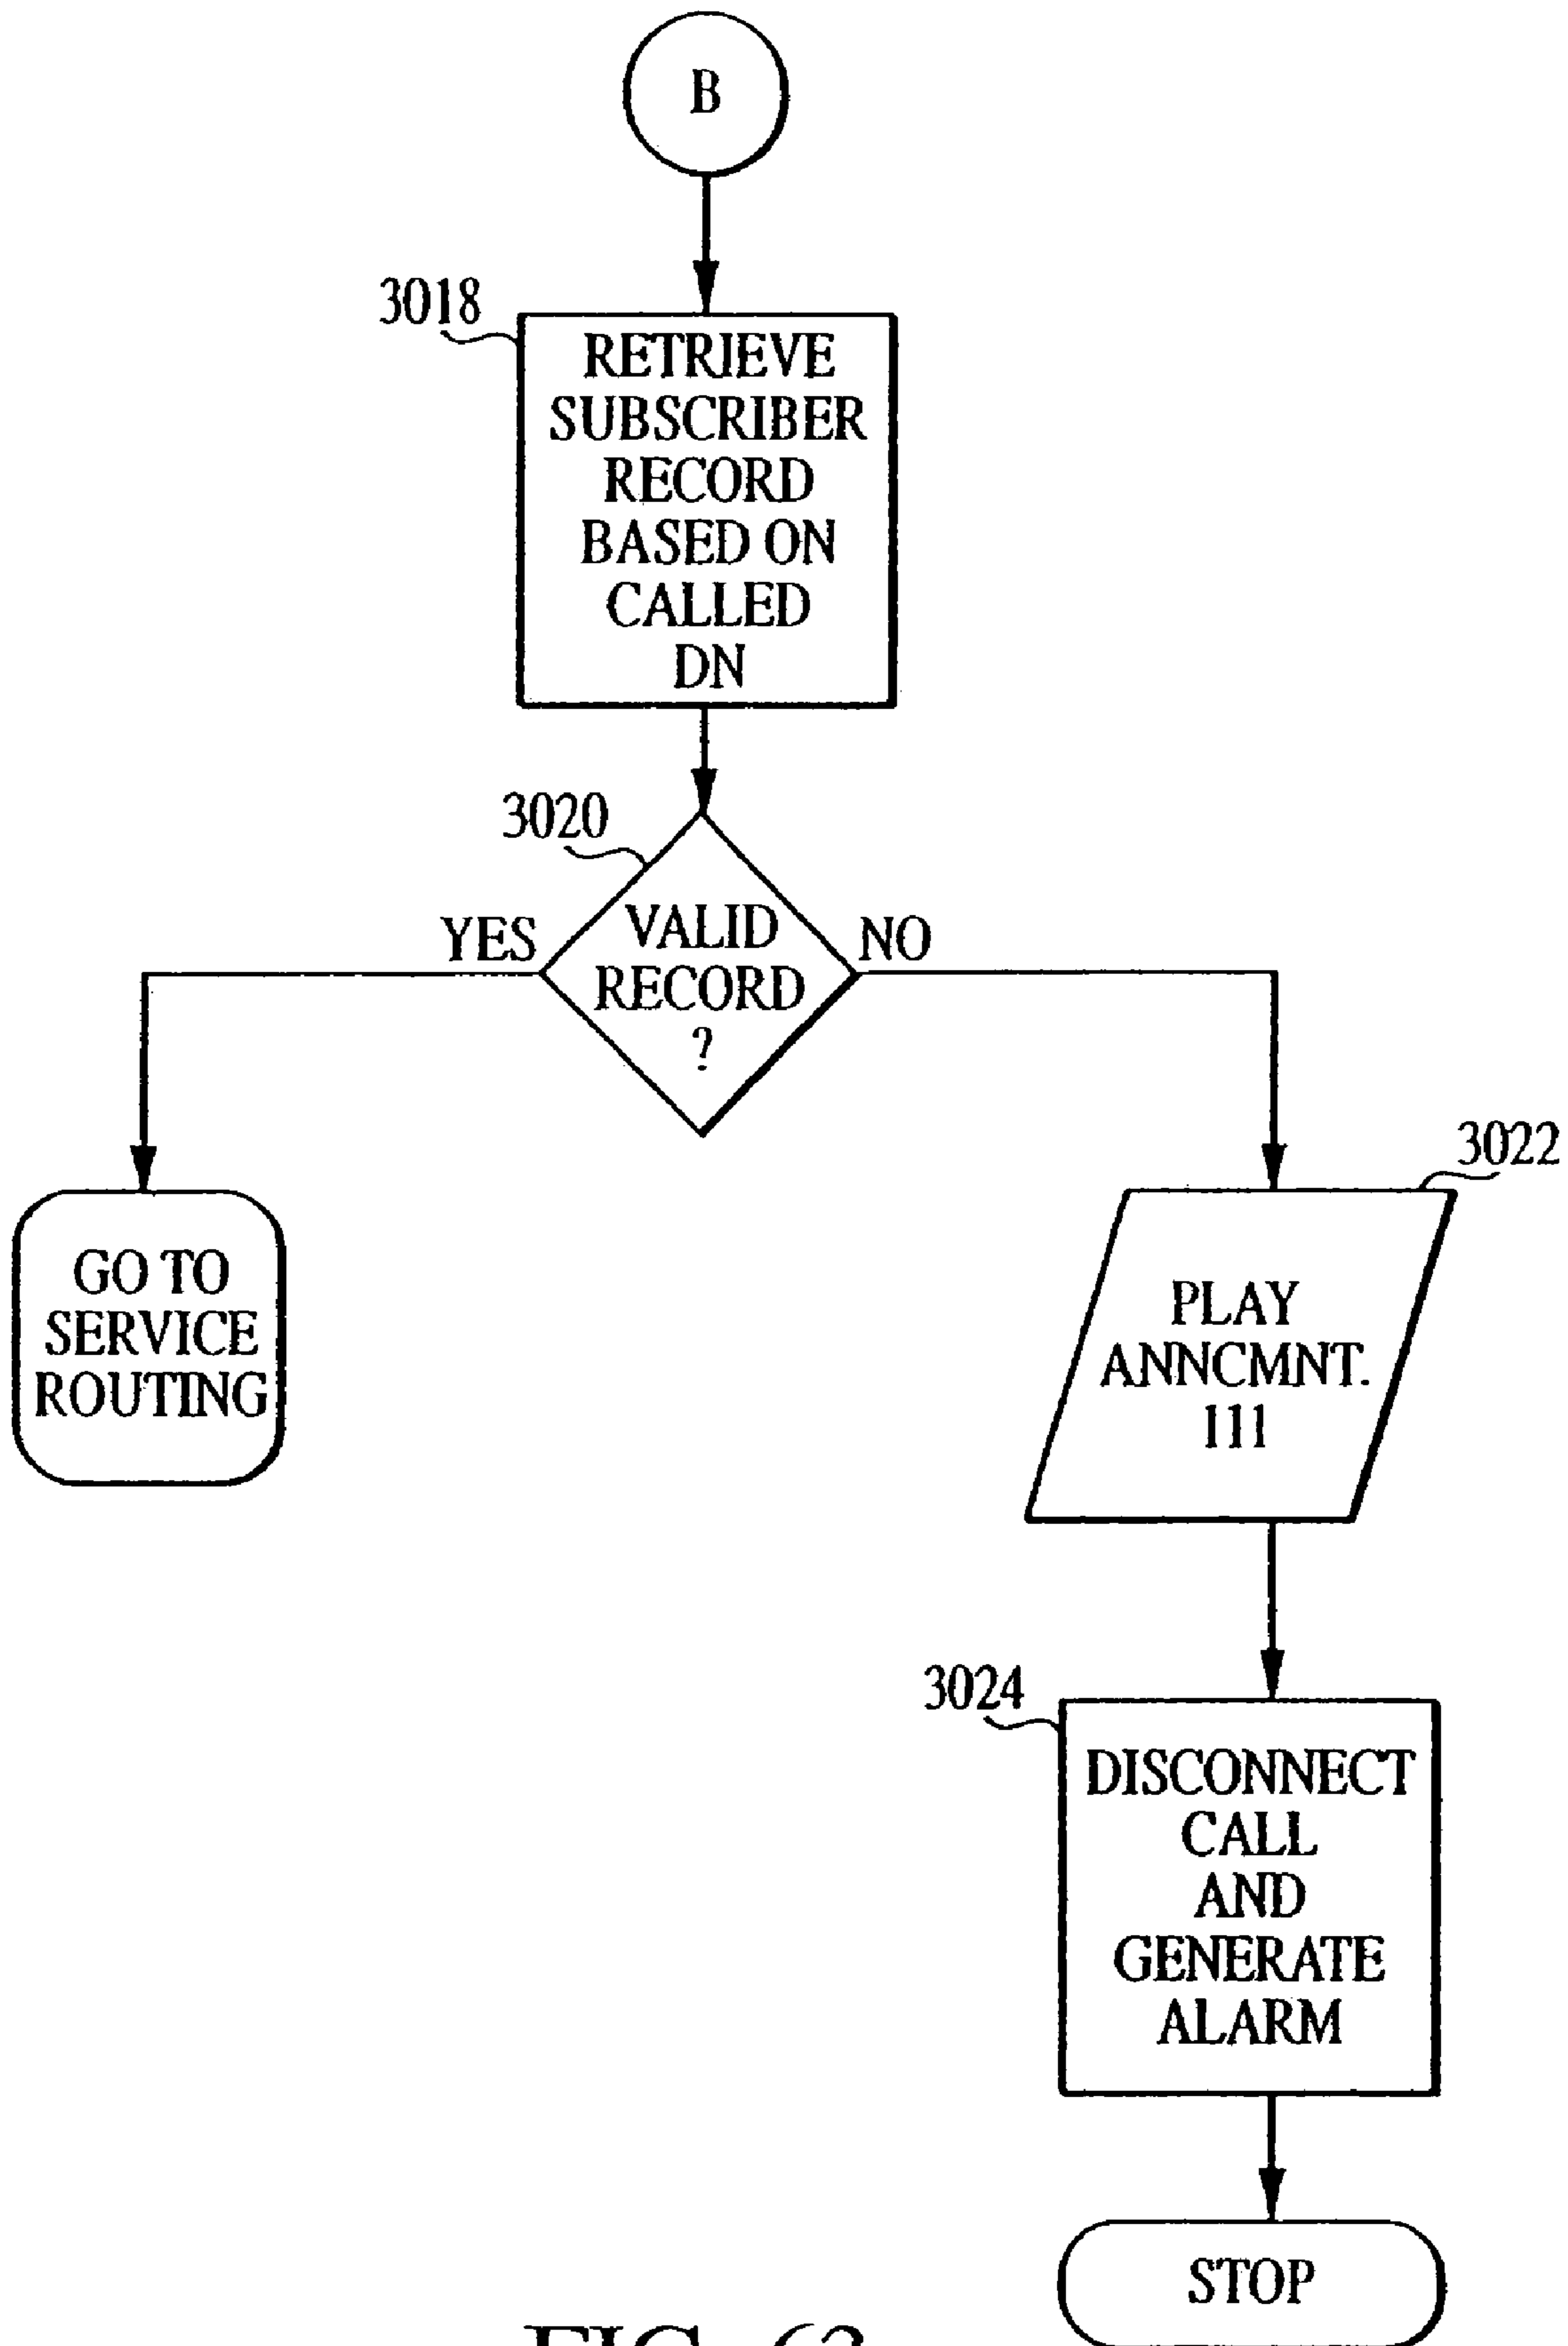 B
3018
RETRIEVE
SUBSCRIBER
RECORD
BASED ON
CALLED
DN
3020
YES
VALID
RECORD
?
NO
GO TO
SERVICE
ROUTING
3022
PLAY
ANNCMNT.
111
3024
DISCONNECT
CALL
AND
GENERATE
ALARM
STOP